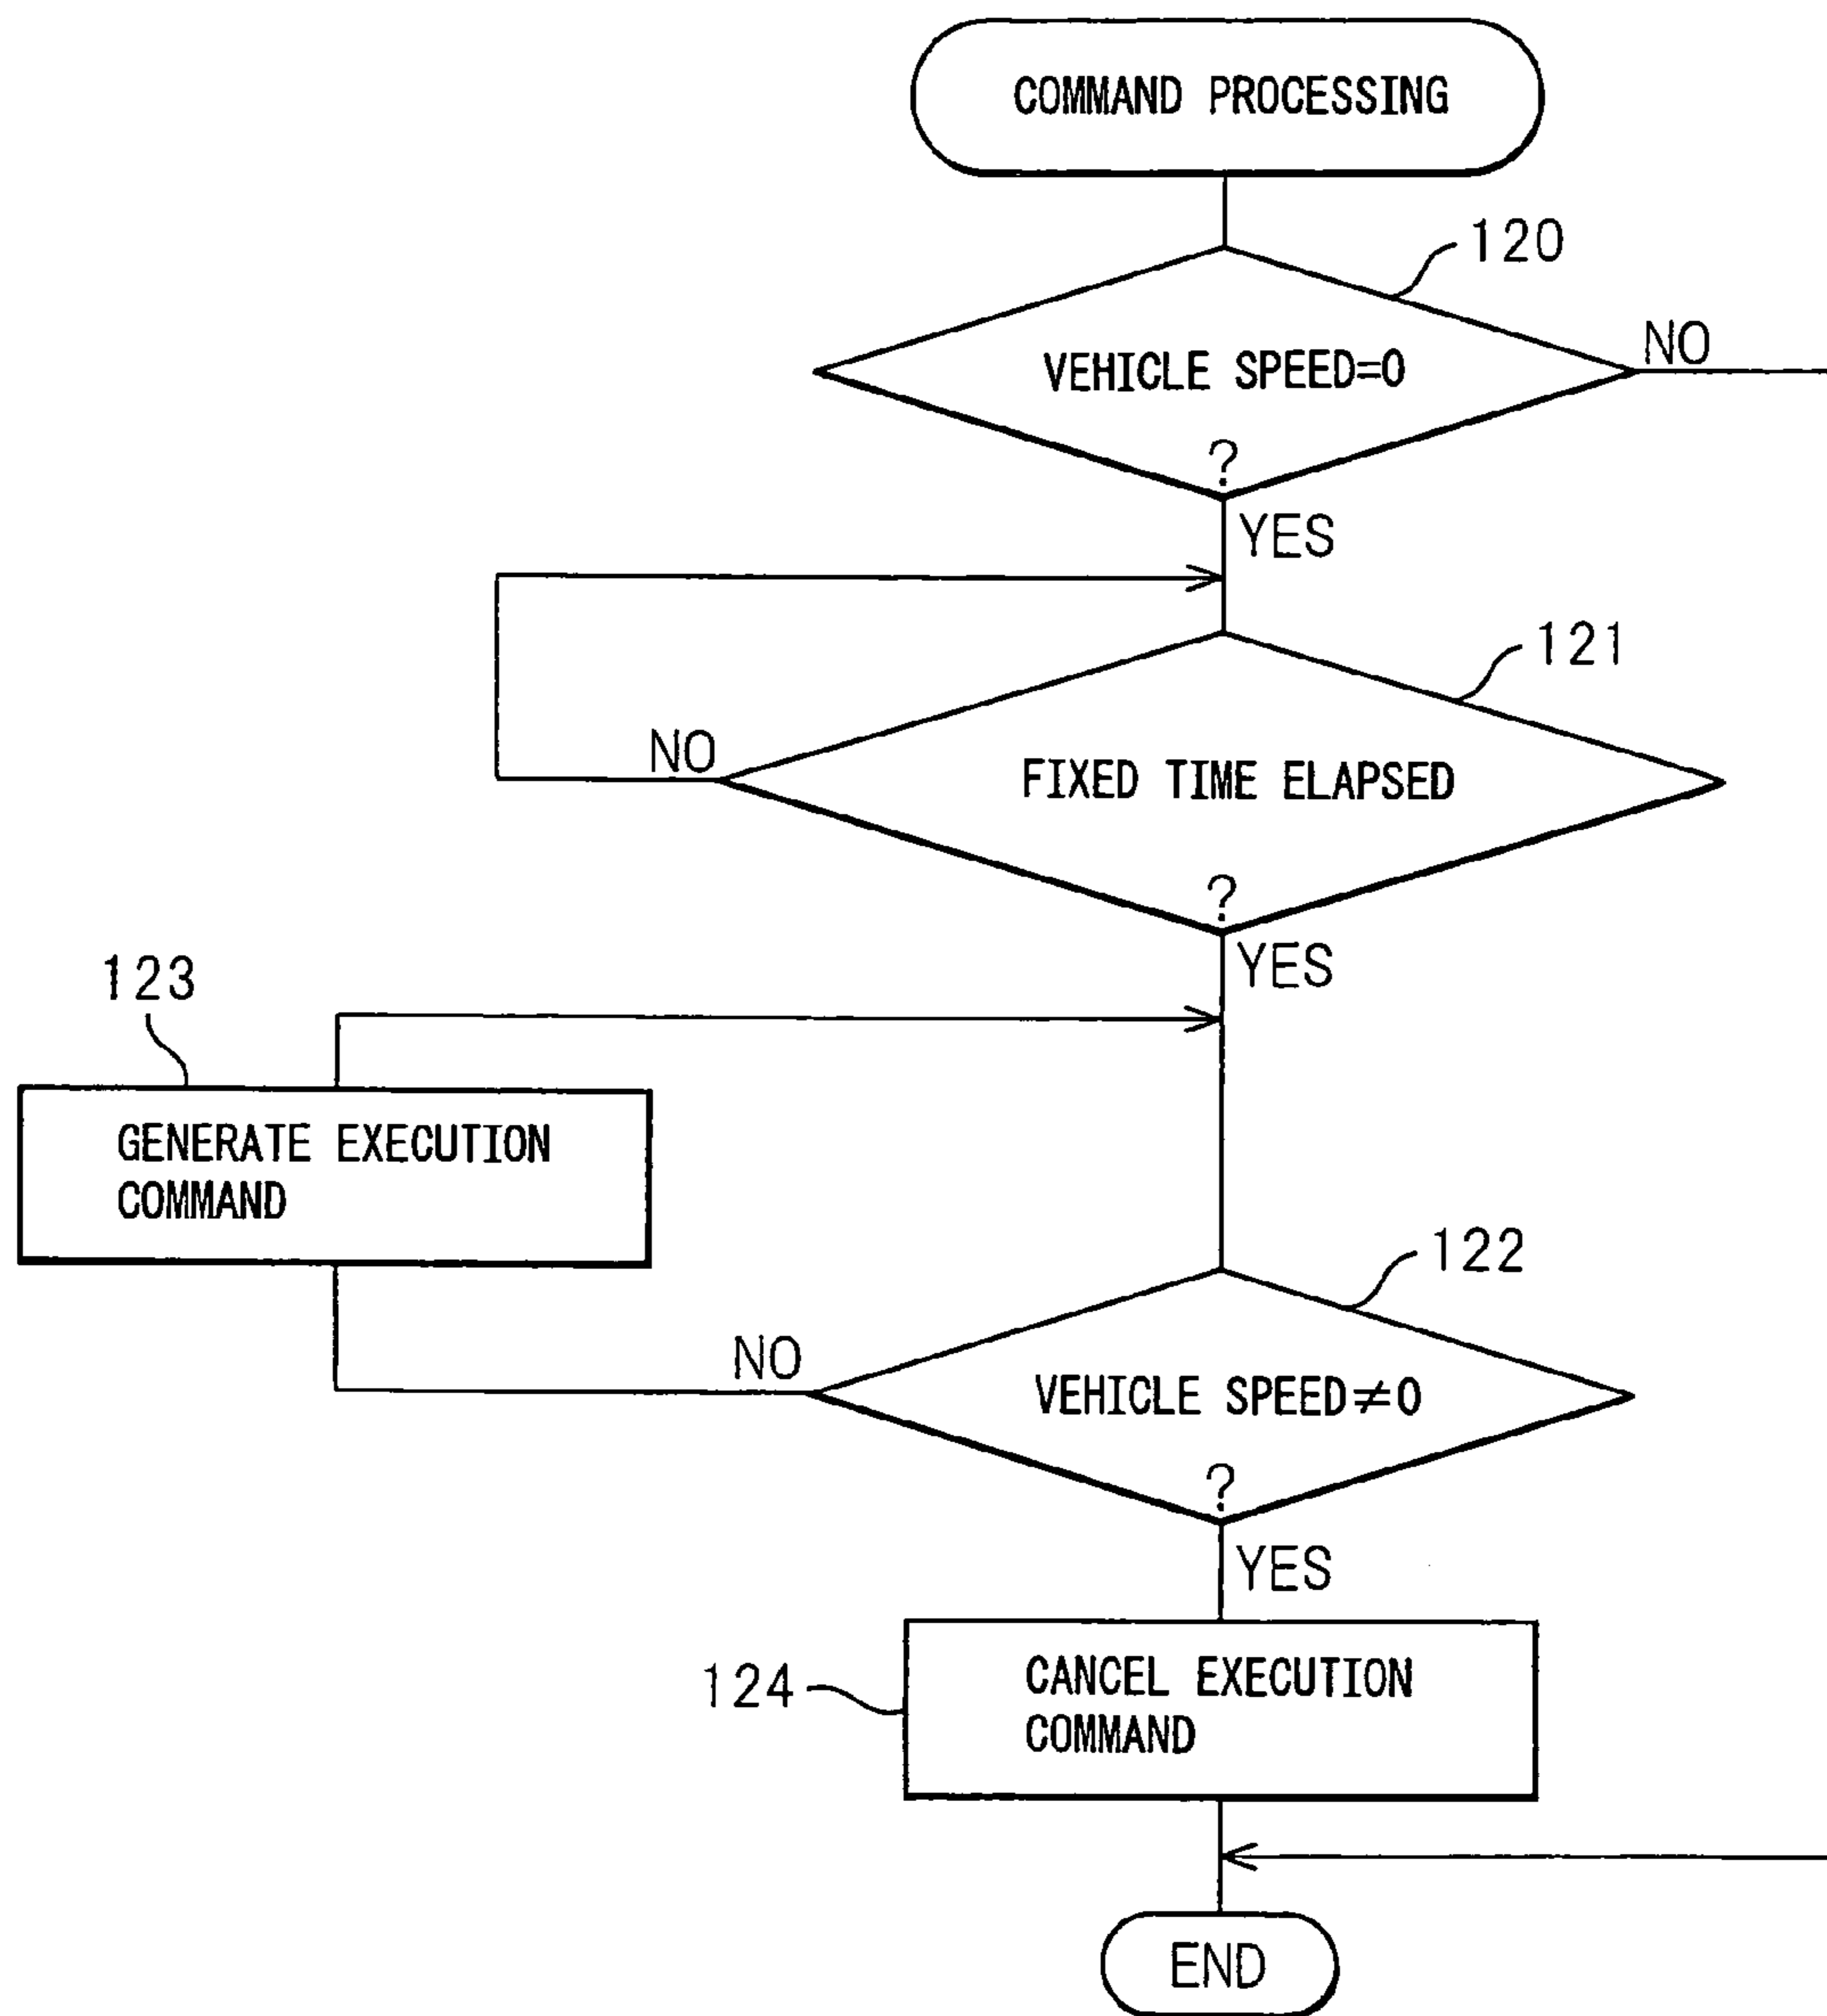 COMMAND PROCESSING
120
VEHICLE SPEED=0
NO
?
YES
121
NO
FIXED TIME ELAPSED
?
YES
123
GENERATE EXECUTION
COMMAND
122
NO
VEHICLE SPEED≠0
?
YES
124
CANCEL EXECUTION
COMMAND
END